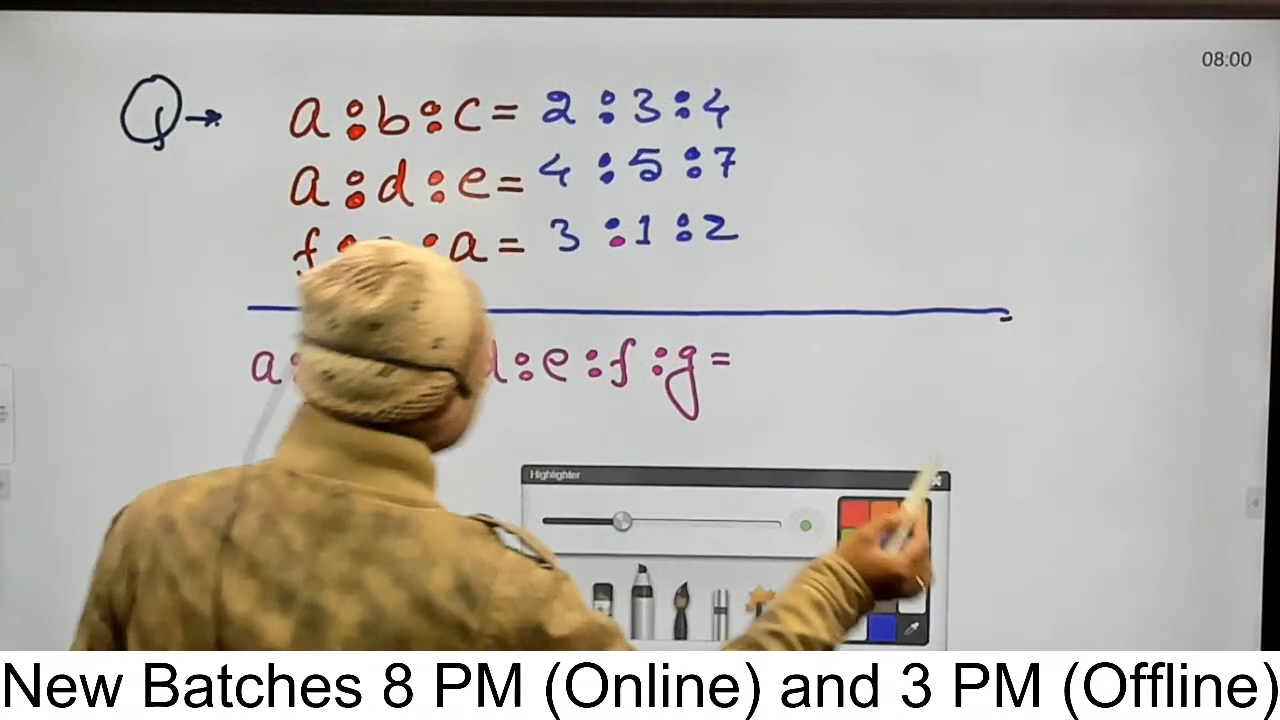 08:00
Q→ a:b:c= 2:3:4
a:d:e= 4:5:7
f: :a= 3:1:2
a: d:e:f:g=
Highlighter
New Batches 8 PM (Online) and 3 PM (Offline)